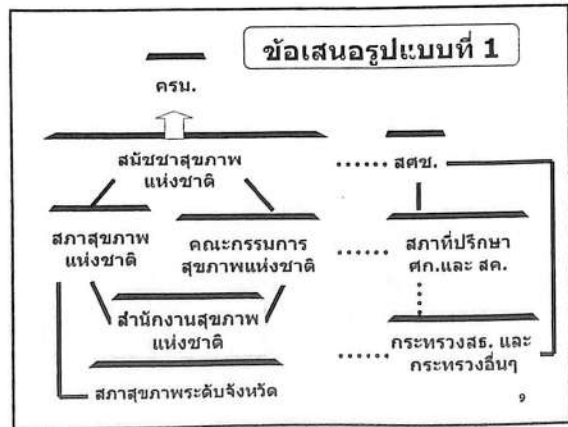 ข้อเสนอรูปแบบที่ 1
ครม.
สมัชชาสุขภาพ
แห่งชาติ
สศช.
สภาสุขภาพ
แห่งชาติ
คณะกรรมการ
สุขภาพแห่งชาติ
สภาที่ปรึกษา
ศก.และ สค.
สำนักงานสุขภาพ
แห่งชาติ
กระทรวงสธ. และ
กระทรวงอื่นๆ
สภาสุขภาพระดับจังหวัด
9